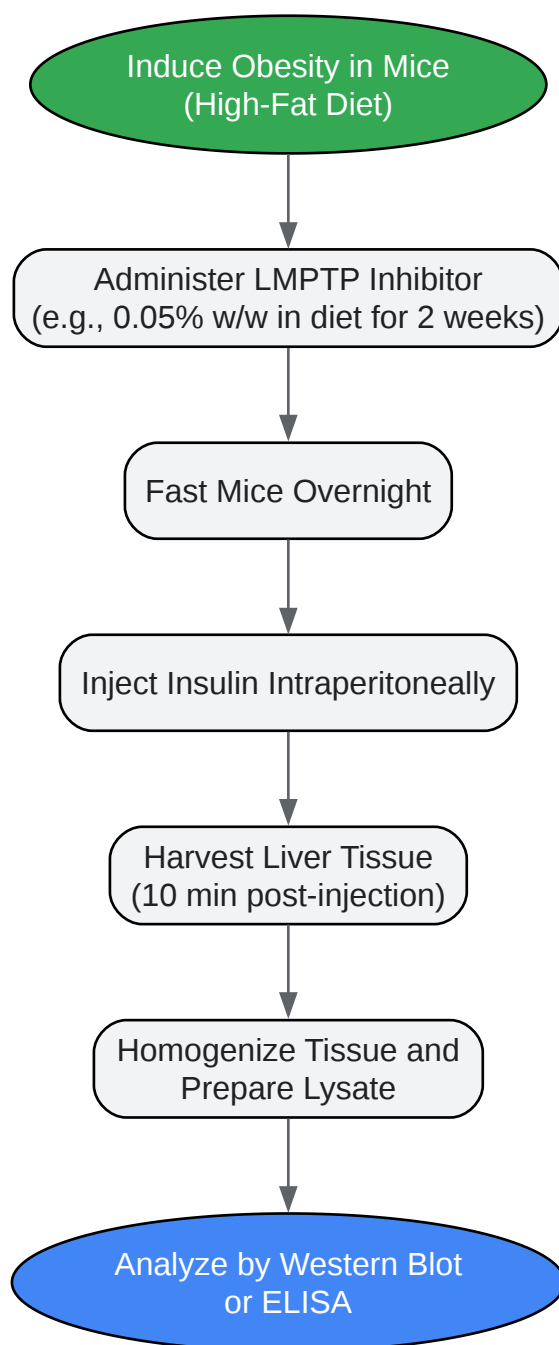 Induce Obesity in Mice
(High-Fat Diet)
Administer LMPTP Inhibitor
(e.g., 0.05% w/w in diet for 2 weeks)
Fast Mice Overnight
Inject Insulin Intraperitoneally
Harvest Liver Tissue
(10 min post-injection)
Homogenize Tissue and
Prepare Lysate
Analyze by Western Blot
or ELISA